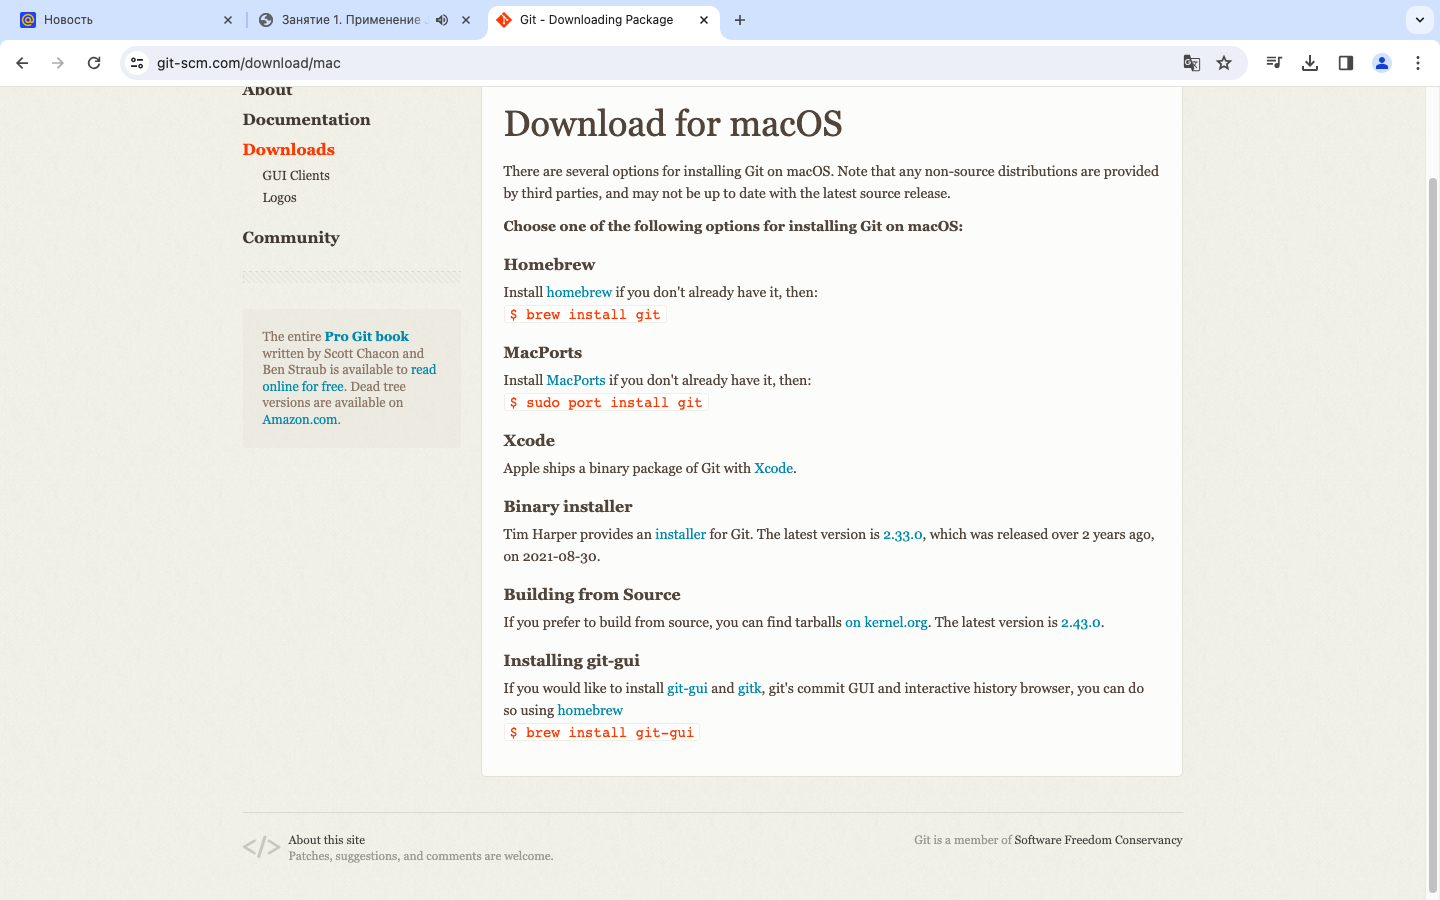 Новость
Занятие 1. Применение
Git - Downloading Package
git-scm.com/download/mac
About
Documentation
Downloads
GUI Clients
Logos
Community
The entire Pro Git book
written by Scott Chacon and
Ben Straub is available to read
online for free. Dead tree
versions are available on
Amazon.com.
Download for macOS
There are several options for installing Git on macOS. Note that any non-source distributions are provided
by third parties, and may not be up to date with the latest source release.
Choose one of the following options for installing Git on macOS:
Homebrew
Install homebrew if you don't already have it, then:
$ brew install git
MacPorts
Install MacPorts if you don't already have it, then:
$ sudo port install git
Xcode
Apple ships a binary package of Git with Xcode.
Binary installer
Tim Harper provides an installer for Git. The latest version is 2.33.0, which was released over 2 years ago,
on 2021-08-30.
Building from Source
If you prefer to build from source, you can find tarballs on kernel.org. The latest version is 2.43.0.
Installing git-gui
If you would like to install git-gui and gitk, git's commit GUI and interactive history browser, you can do
so using homebrew
$ brew install git-gui
</>
About this site
Patches, suggestions, and comments are welcome.
Git is a member of Software Freedom Conservancy